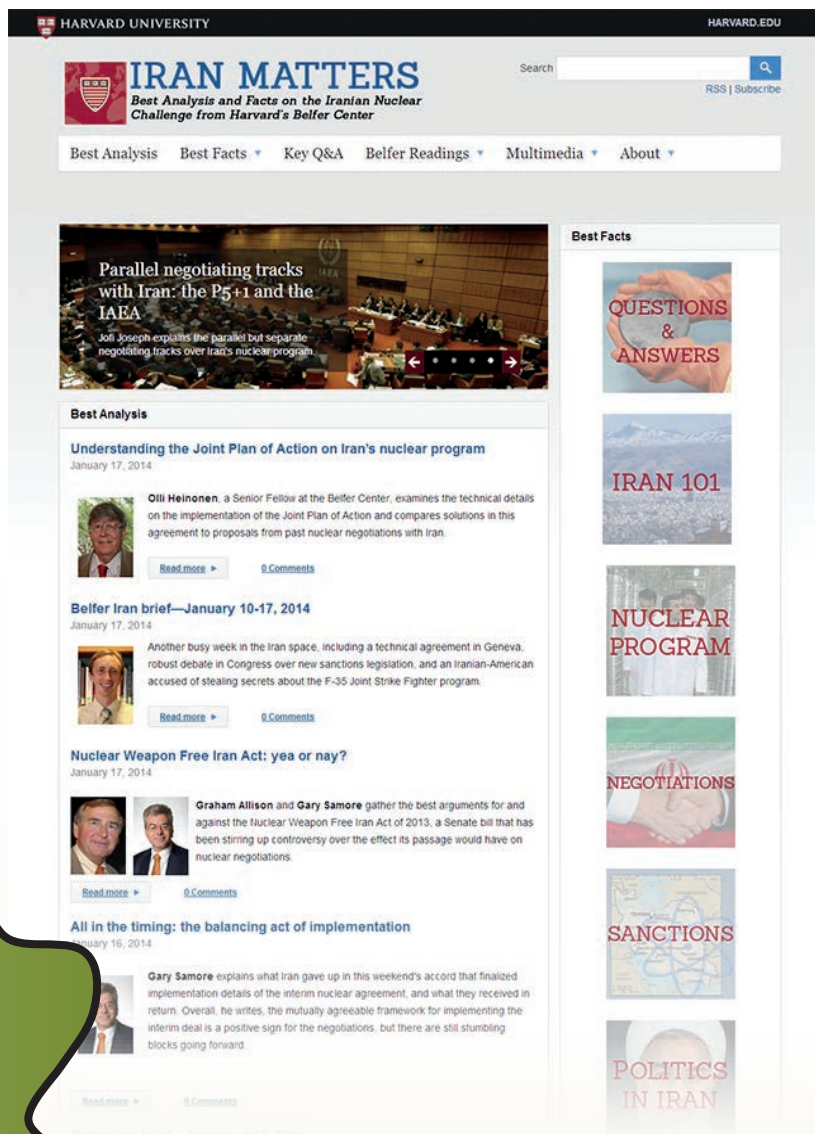 HARVARD UNIVERSITY
HARVARD.EDU
IRAN MATTERS
Best Analysis and Facts on the Iranian Nuclear
Challenge from Harvard's Belfer Center
Search
RSS | Subscribe
Best Analysis Best Facts Key Q&A Belfer Readings Multimedia About
Parallel negotiating tracks
with Iran: the P5+1 and the
IAEA
Jofi Joseph explains the parallel but separate
negotiating tracks over Iran's nuclear program
IAEA
Best Analysis
Understanding the Joint Plan of Action on Iran's nuclear program
January 17, 2014
Olli Heinonen, a Senior Fellow at the Belfer Center, examines the technical details
on the implementation of the Joint Plan of Action and compares solutions in this
agreement to proposals from past nuclear negotiations with Iran.
Read more 0 Comments
Belfer Iran brief—January 10-17, 2014
January 17, 2014
Another busy week in the Iran space, including a technical agreement in Geneva,
robust debate in Congress over new sanctions legislation, and an Iranian-American
accused of stealing secrets about the F-35 Joint Strike Fighter program.
Read more 0 Comments
Nuclear Weapon Free Iran Act: yea or nay?
January 17, 2014
Graham Allison and Gary Samore gather the best arguments for and
against the Nuclear Weapon Free Iran Act of 2013, a Senate bill that has
been stirring up controversy over the effect its passage would have on
nuclear negotiations.
Read more 0 Comments
All in the timing: the balancing act of implementation
January 16, 2014
Gary Samore explains what Iran gave up in this weekend's accord that finalized
implementation details of the interim nuclear agreement, and what they received in
return. Overall, he writes, the mutually agreeable framework for implementing the
interim deal is a positive sign for the negotiations, but there are still stumbling
blocks going forward.
Read more 0 Comments
Best Facts
QUESTIONS
&
ANSWERS
IRAN 101
NUCLEAR
PROGRAM
NEGOTIATIONS
SANCTIONS
POLITICS
IN IRAN